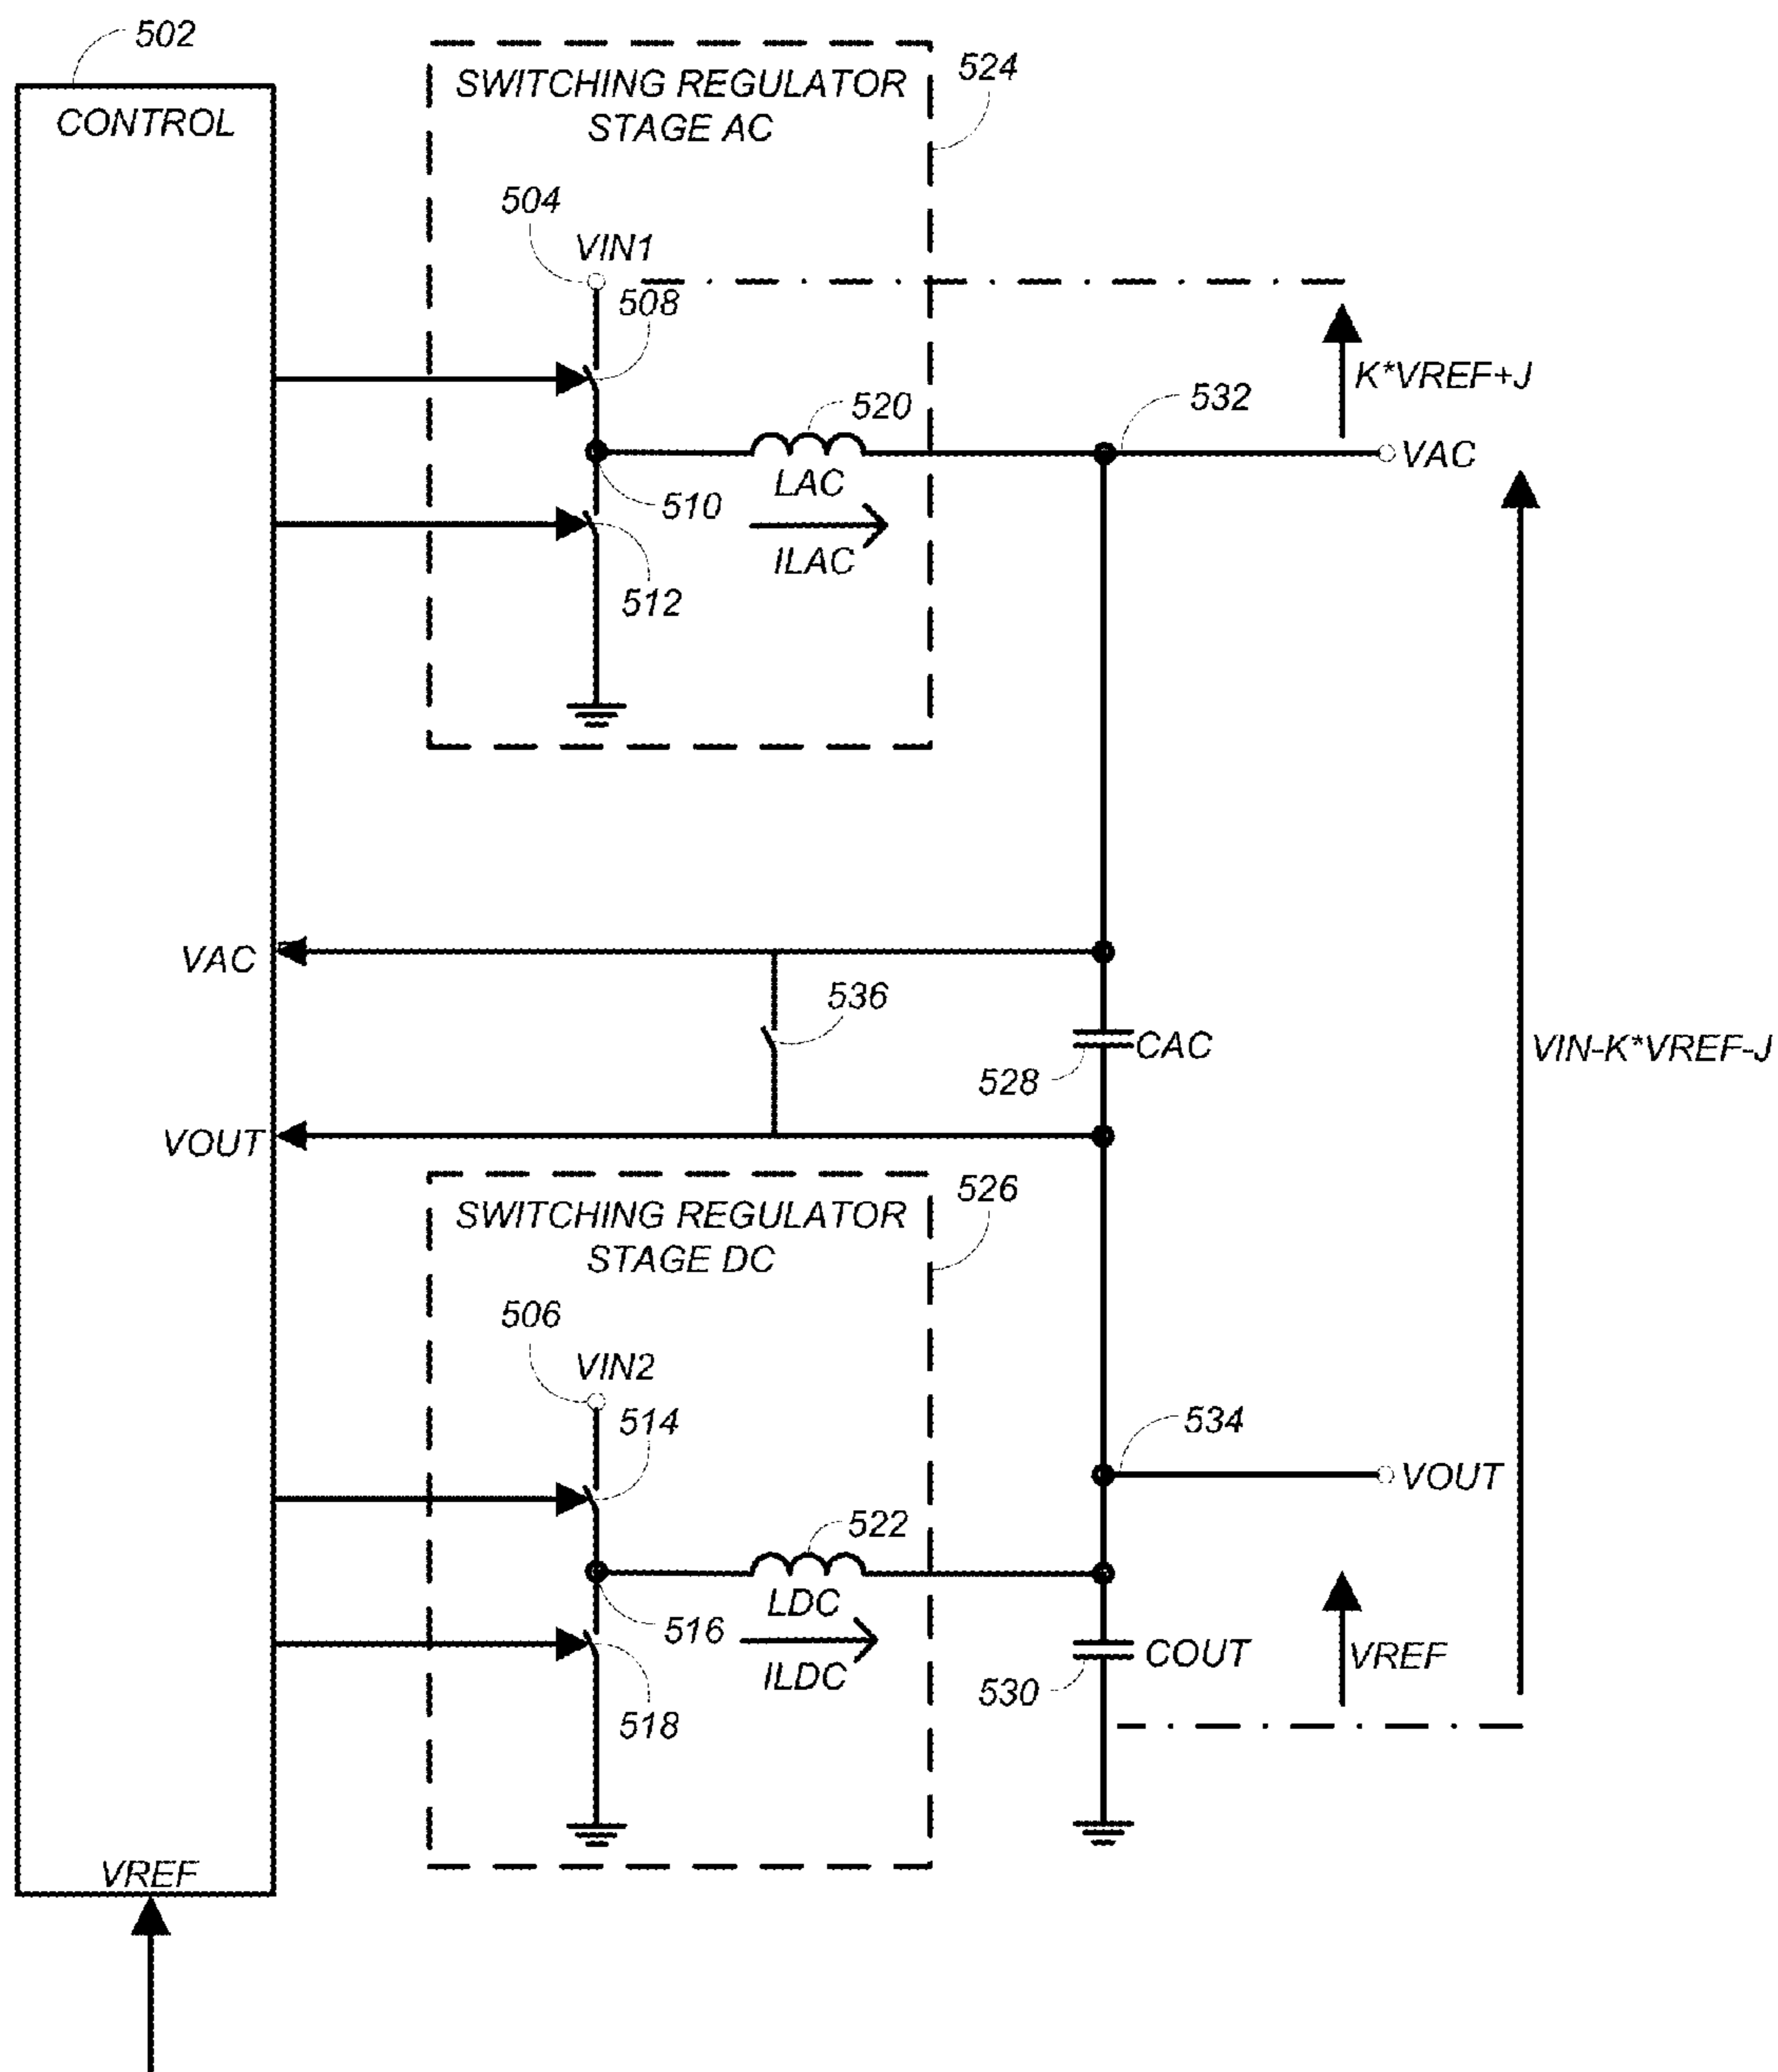 502
CONTROL
SWITCHING REGULATOR
STAGE AC
524
504
VIN1
508
K*VREF+J
520
532
VAC
LAC
510
ILAC
512
VAC
536
CAC
528
VIN-K*VREF-J
VOUT
SWITCHING REGULATOR
STAGE DC
526
506
VIN2
514
534
VOUT
522
LDC
516
ILDC
COUT
VREF
530
518
VREF